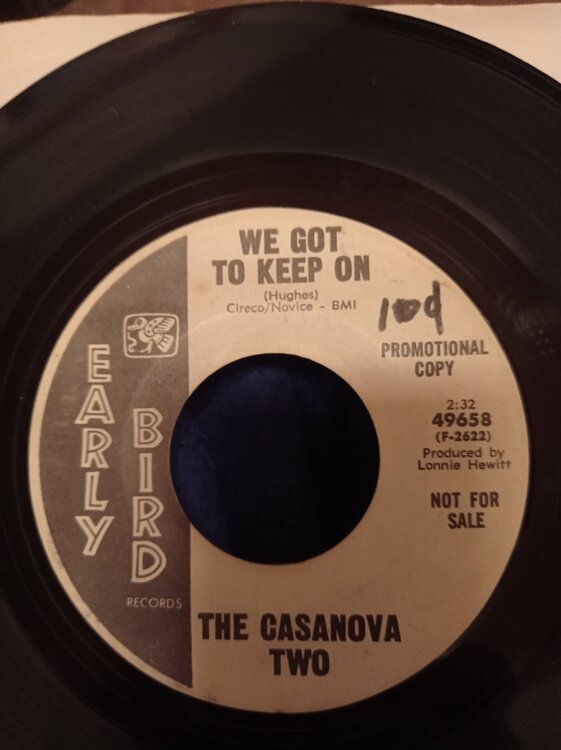 WE GOT
TO KEEP ON
(Hughes)
Cireco/Novice - BMI
PROMOTIONAL
COPY
2:32
49658
(F-2622)
Produced by
Lonnie Hewitt
NOT FOR
SALE
EARLY
BIRD
RECORDS
THE CASANOVA
TWO